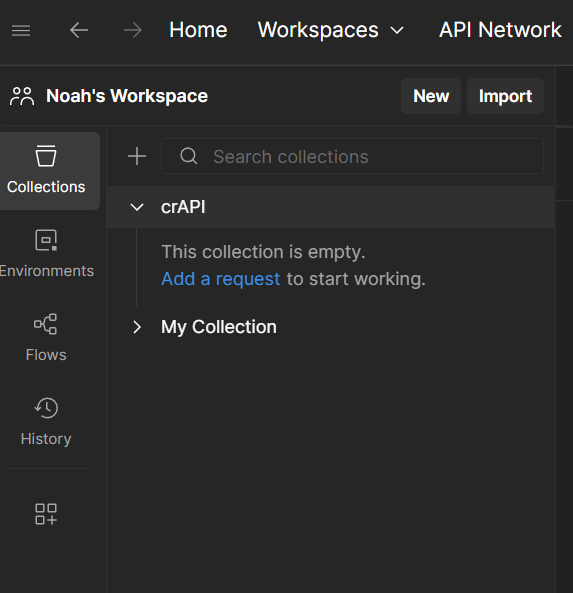 Home Workspaces API Network
Noah's Workspace New Import
Collections
Search collections
crAPI
This collection is empty.
Add a request to start working.
Environments
My Collection
Flows
History